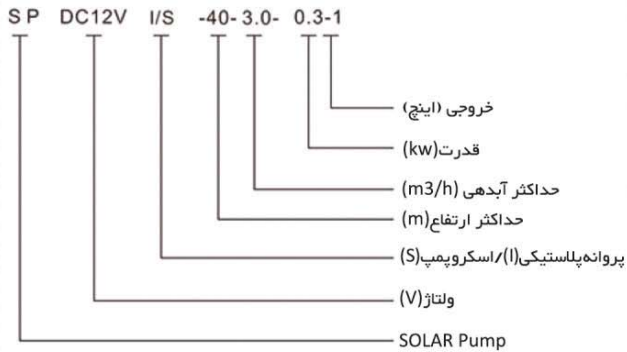 SP DC12V I/S -40-3.0- 0.3-1
خروجی (اینچ)
قدرت(kw)
حداکثر آبدهی (m3/h)
حداکثر ارتفاع(m)
پروانه‌پلاستیکی(I)/اسکروپمپ(S)
ولتاژ(V)
SOLAR Pump